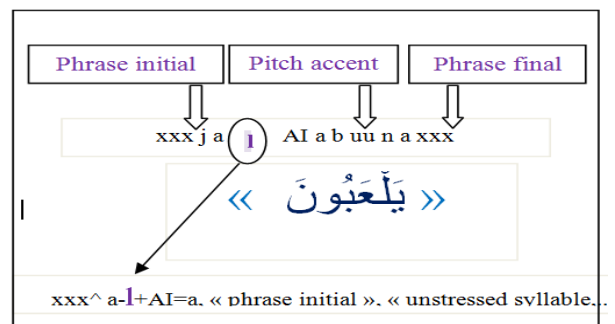 Phrase initial Pitch accent Phrase final
xxx j a l AI a b uu n a xxx
« يَلْعَبُونَ »
xxx^ a-l+AI=a, « phrase initial », « unstressed syllable,..